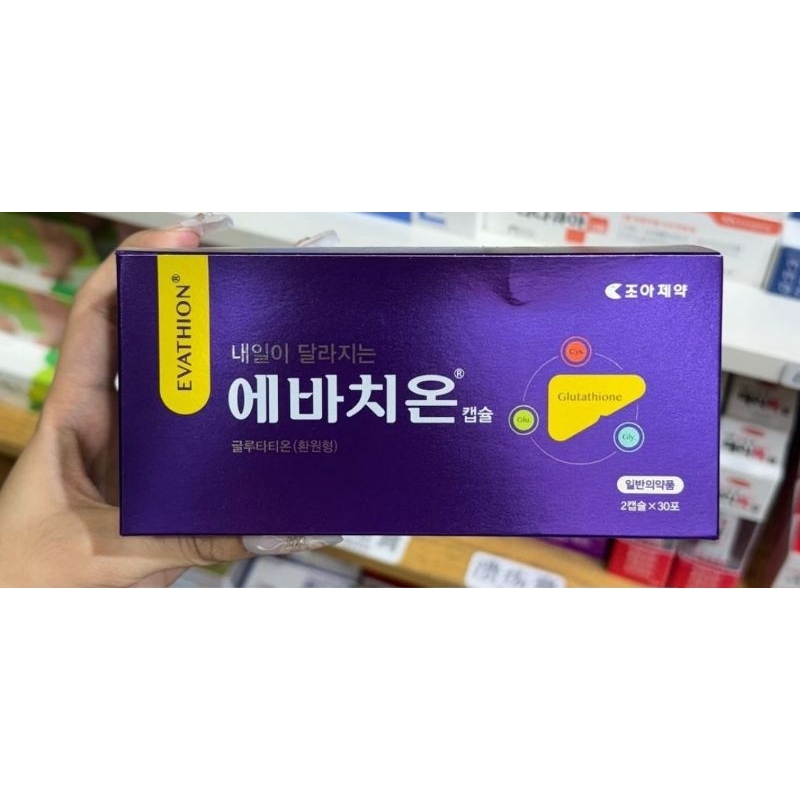 EVATHION®
조아제약
내일이 달라지는
에바치온® 캡슐
글루타티온(환원형)
Cys.
Glutathione
Glu.
Gly.
일반의약품
2캡슐×30포